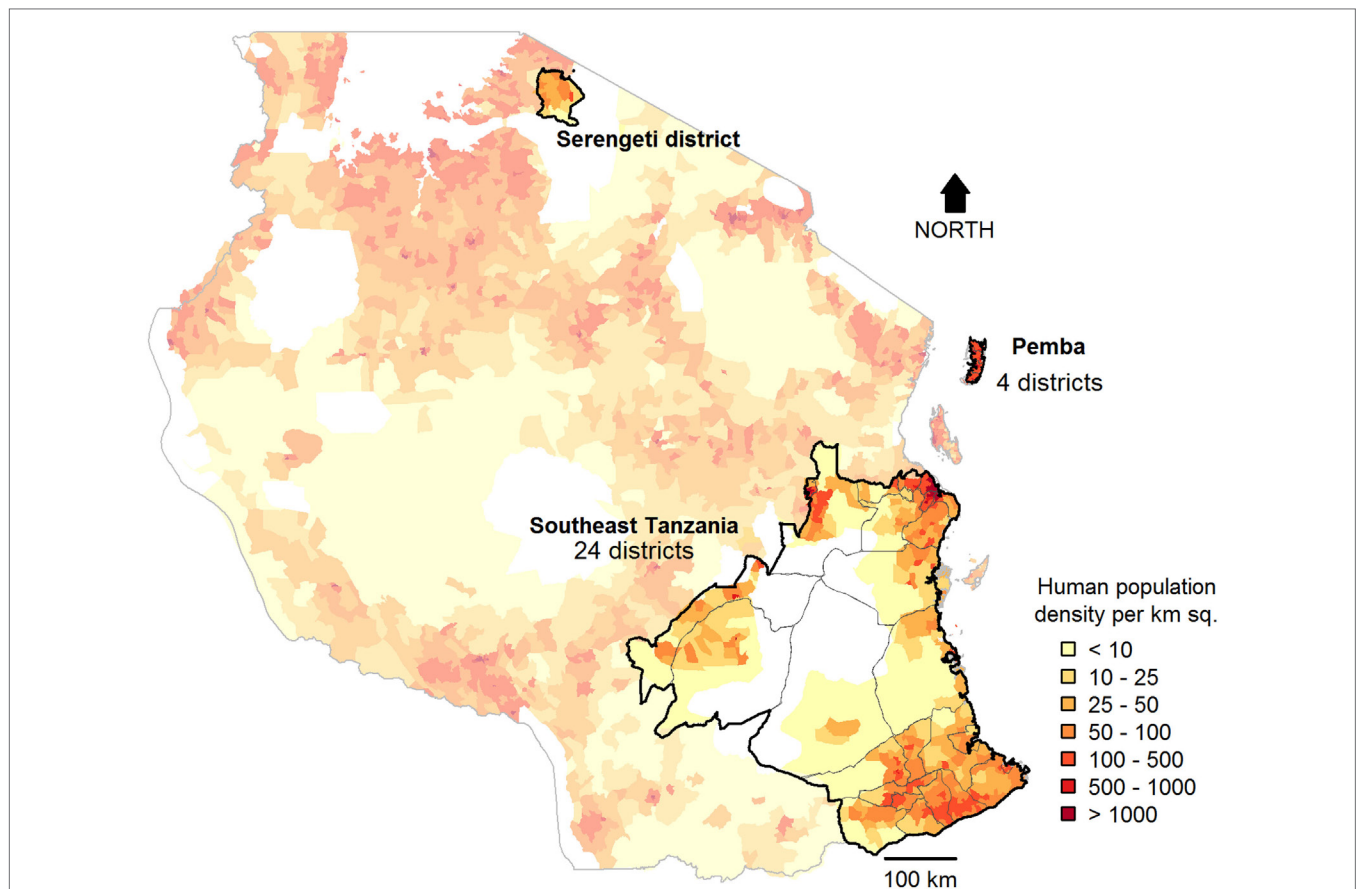 Serengeti district
NORTH
Pemba
4 districts
Southeast Tanzania
24 districts
Human population
density per km sq.
< 10
10 - 25
25 - 50
50 - 100
100 - 500
500 - 1000
> 1000
100 km